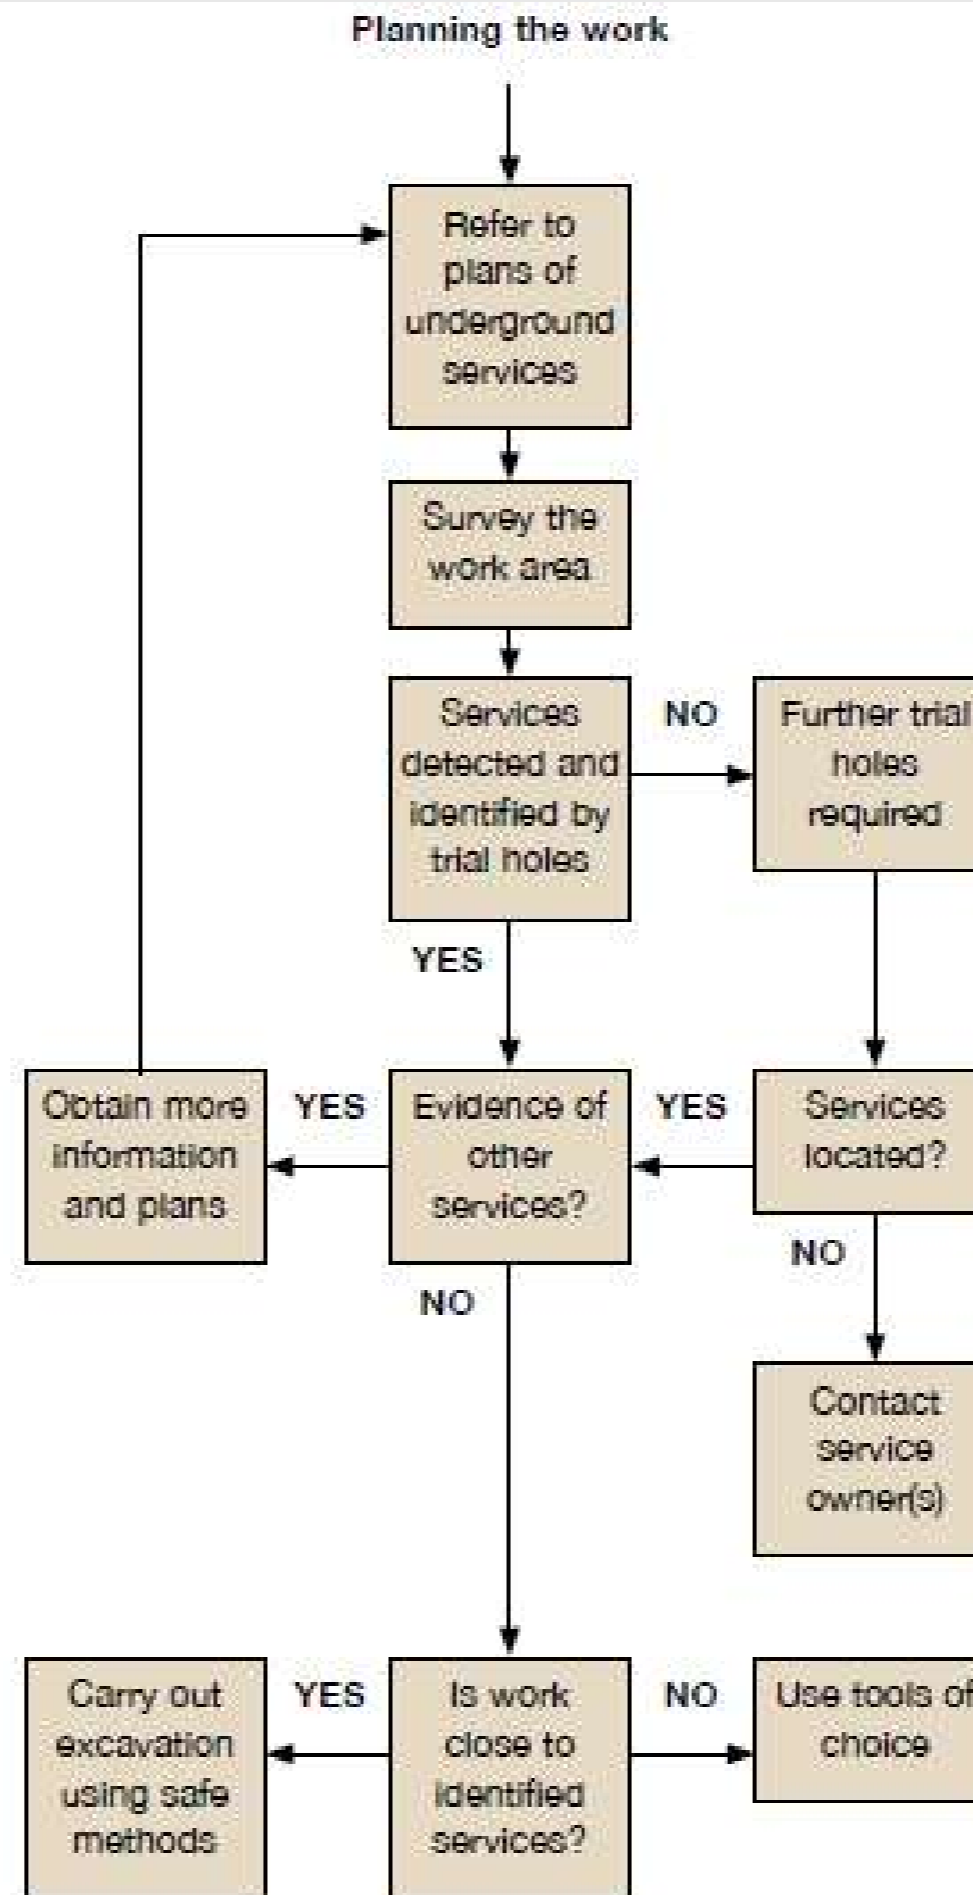 Planning the work
Refer to
plans of
underground
services
Survey the
work area
Services
detected and
identified by
trial holes
NO
Further trial
holes
required
YES
Obtain more
information
and plans
YES
Evidence of
other
services?
YES
Services
located?
NO
NO
Contact
service
owner(s)
Carry out
excavation
using safe
methods
YES
Is work
close to
identified
services?
NO
Use tools of
choice